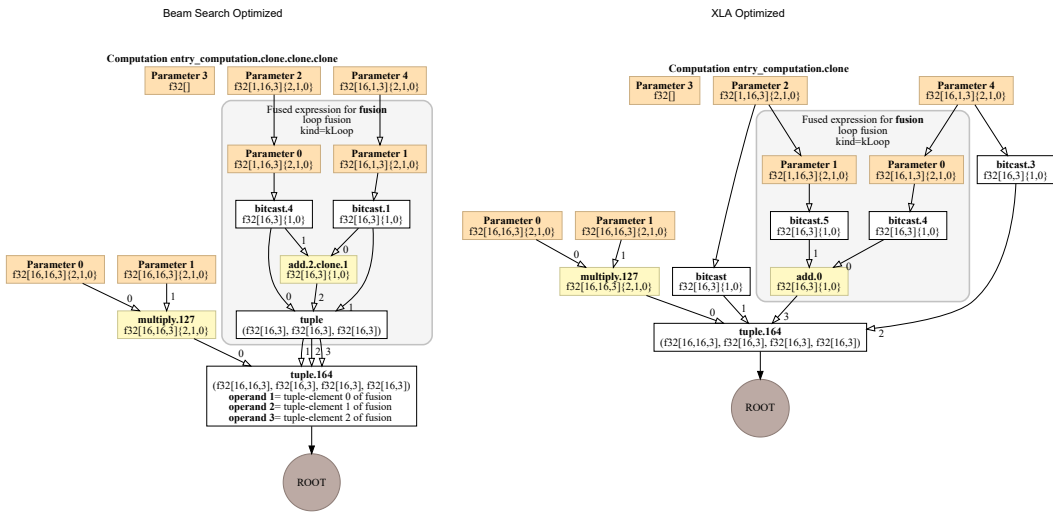 Beam Search Optimized
Computation entry_computation.clone.clone.clone
Parameter 3
f32[]
Parameter 2
f32[1,16,3]{2,1,0}
Parameter 4
f32[16,1,3]{2,1,0}
Fused expression for fusion
loop fusion
kind=kLoop
Parameter 0
f32[1,16,3]{2,1,0}
Parameter 1
f32[16,1,3]{2,1,0}
bitcast.4
f32[16,3]{1,0}
bitcast.1
f32[16,3]{1,0}
1
0
add.2.clone.1
f32[16,3]{1,0}
Parameter 0
f32[16,16,3]{2,1,0}
Parameter 1
f32[16,16,3]{2,1,0}
0
1
0
2
1
multiply.127
f32[16,16,3]{2,1,0}
tuple
(f32[16,3], f32[16,3], f32[16,3])
0
1
2
3
tuple.164
(f32[16,16,3], f32[16,3], f32[16,3], f32[16,3])
operand 1= tuple-element 0 of fusion
operand 2= tuple-element 1 of fusion
operand 3= tuple-element 2 of fusion
ROOT
XLA Optimized
Computation entry_computation.clone
Parameter 3
f32[]
Parameter 2
f32[1,16,3]{2,1,0}
Parameter 4
f32[16,1,3]{2,1,0}
Fused expression for fusion
loop fusion
kind=kLoop
Parameter 1
f32[1,16,3]{2,1,0}
Parameter 0
f32[16,1,3]{2,1,0}
bitcast.3
f32[16,3]{1,0}
Parameter 0
f32[16,16,3]{2,1,0}
Parameter 1
f32[16,16,3]{2,1,0}
bitcast.5
f32[16,3]{1,0}
bitcast.4
f32[16,3]{1,0}
0
1
1
0
multiply.127
f32[16,16,3]{2,1,0}
bitcast
f32[16,3]{1,0}
add.0
f32[16,3]{1,0}
0
1
3
2
tuple.164
(f32[16,16,3], f32[16,3], f32[16,3], f32[16,3])
ROOT